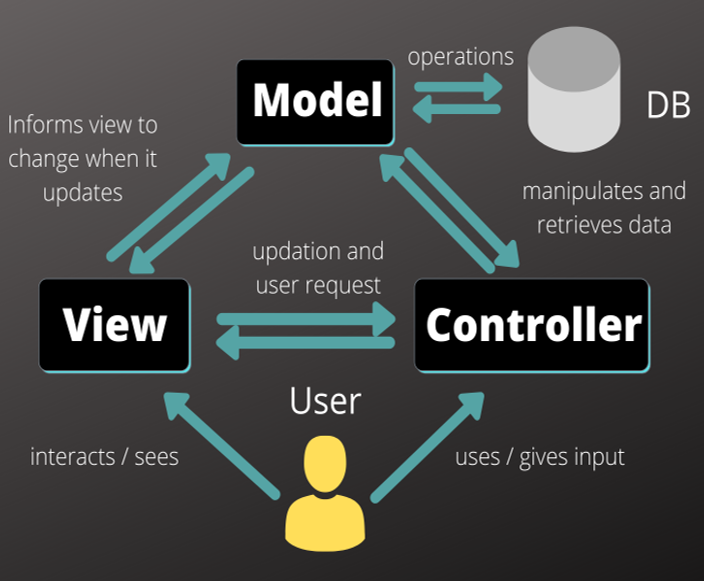 operations
Model
DB
Informs view to
change when it
updates
manipulates and
retrieves data
updation and
user request
View
Controller
User
interacts / sees
uses / gives input